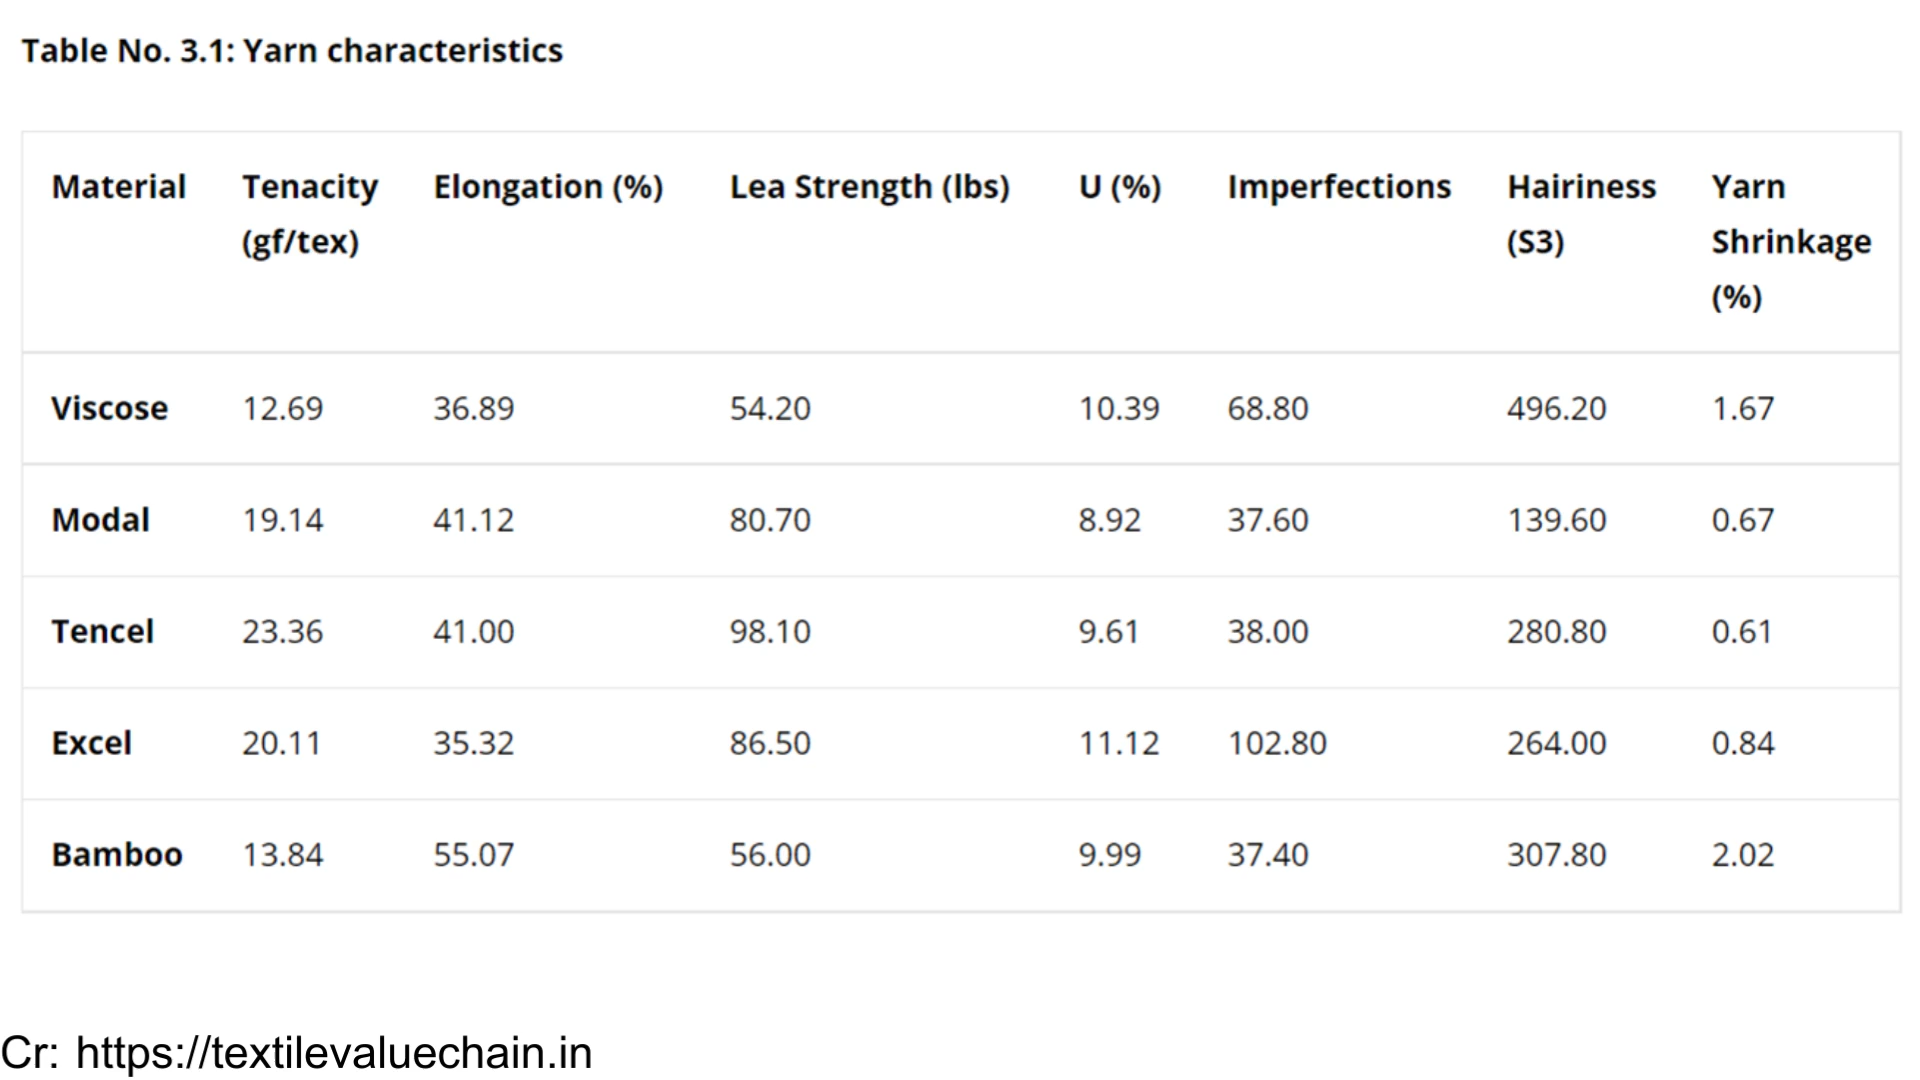 Table No. 3.1: Yarn characteristics
Material Tenacity (gf/tex) Elongation (%) Lea Strength (lbs) U (%) Imperfections Hairiness (S3) Yarn Shrinkage (%)
Viscose 12.69 36.89 54.20 10.39 68.80 496.20 1.67
Modal 19.14 41.12 80.70 8.92 37.60 139.60 0.67
Tencel 23.36 41.00 98.10 9.61 38.00 280.80 0.61
Excel 20.11 35.32 86.50 11.12 102.80 264.00 0.84
Bamboo 13.84 55.07 56.00 9.99 37.40 307.80 2.02
Cr: https://textilevaluechain.in